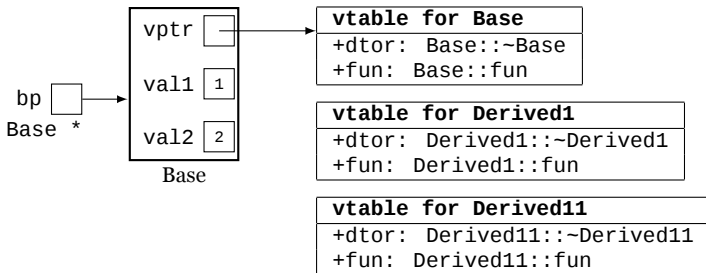 vptr
val1 1
val2 2
bp
Base *
Base
vtable for Base
+dtor: Base::~Base
+fun: Base::fun
vtable for Derived1
+dtor: Derived1::~Derived1
+fun: Derived1::fun
vtable for Derived11
+dtor: Derived11::~Derived11
+fun: Derived11::fun